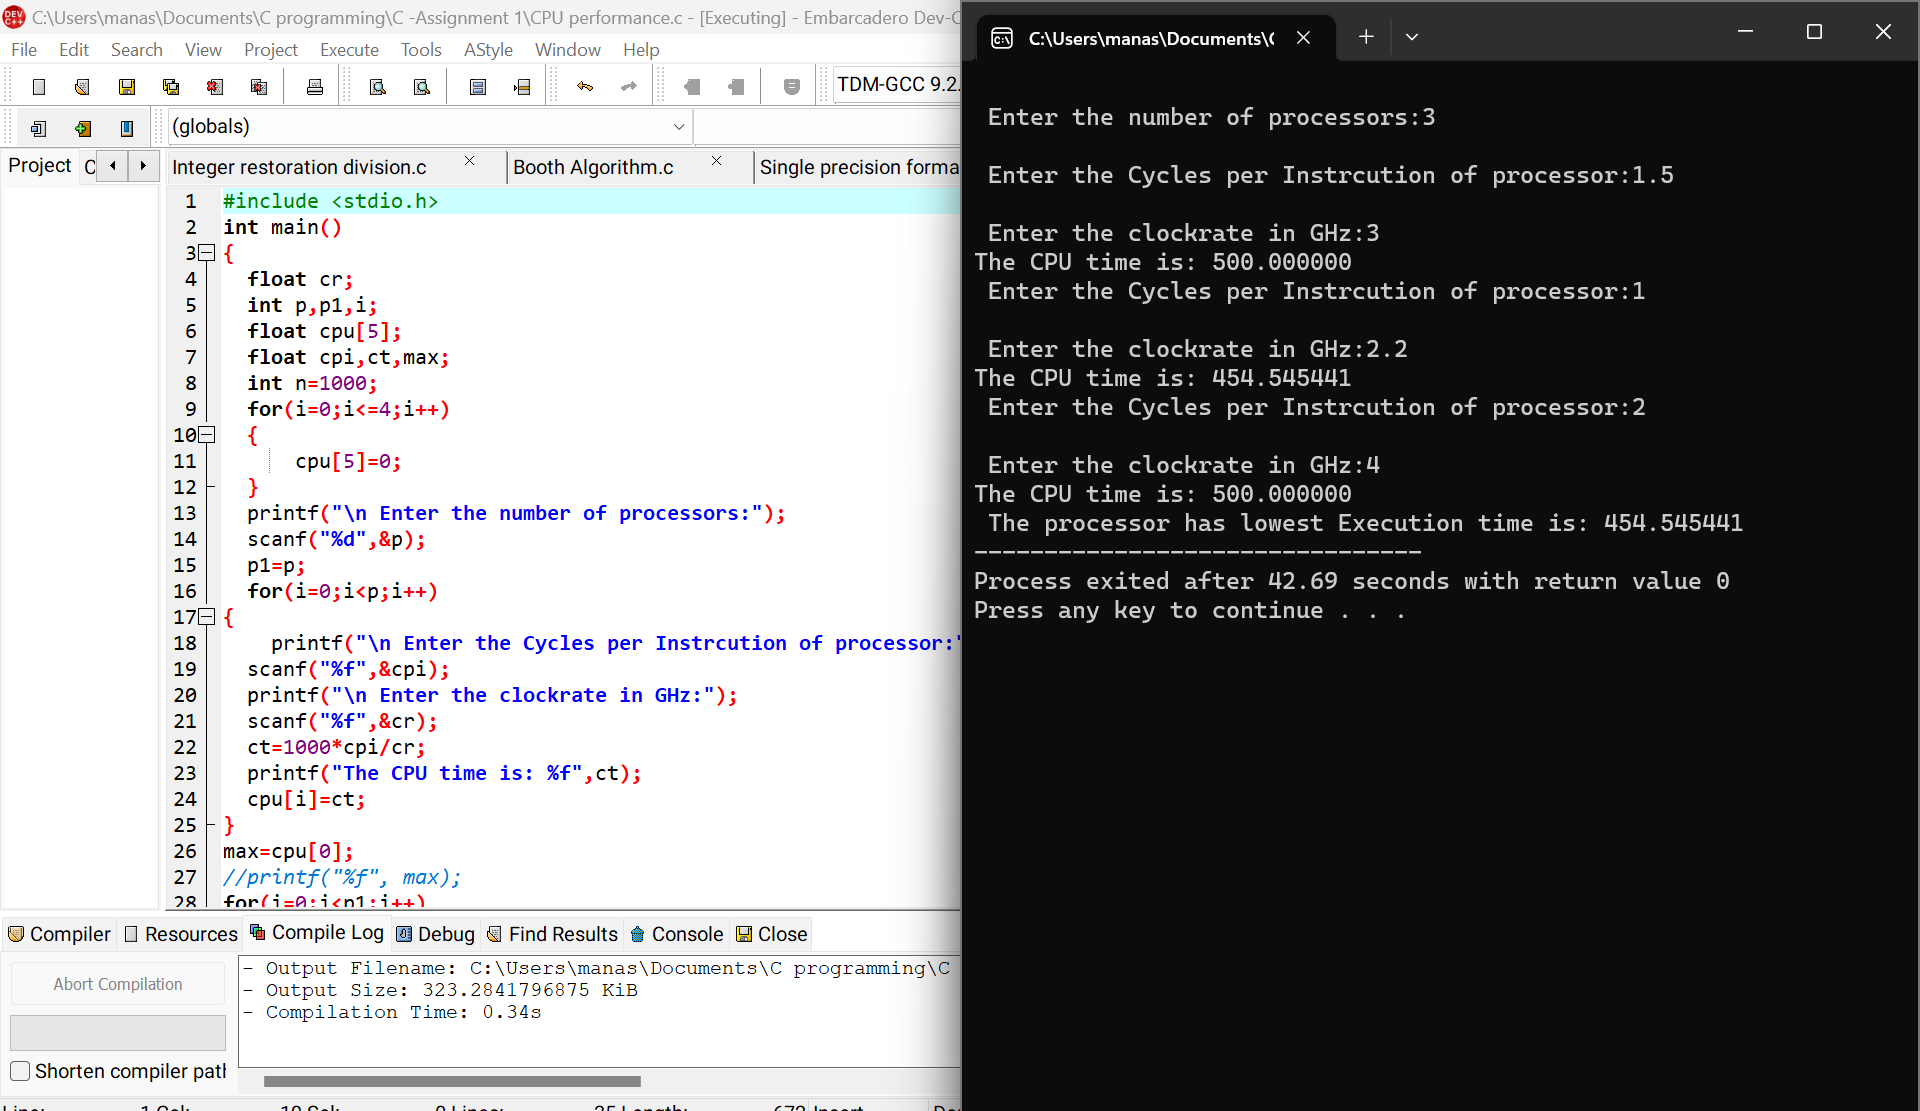 C:\Users\manas\Documents\C programming\C -Assignment 1\CPU performance.c - [Executing] - Embarcadero Dev-C
File Edit Search View Project Execute Tools AStyle Window Help
TDM-GCC 9.2.
(globals)
Project C
Integer restoration division.c Booth Algorithm.c Single precision forma
1 #include <stdio.h>
2 int main()
3 {
4 float cr;
5 int p,p1,i;
6 float cpu[5];
7 float cpi,ct,max;
8 int n=1000;
9 for(i=0;i<=4;i++)
10 {
11 cpu[5]=0;
12 }
13 printf("\n Enter the number of processors:");
14 scanf("%d",&p);
15 p1=p;
16 for(i=0;i<p;i++)
17 {
18 printf("\n Enter the Cycles per Instrcution of processor:"
19 scanf("%f",&cpi);
20 printf("\n Enter the clockrate in GHz:");
21 scanf("%f",&cr);
22 ct=1000*cpi/cr;
23 printf("The CPU time is: %f",ct);
24 cpu[i]=ct;
25 }
26 max=cpu[0];
27 //printf("%f", max);
28 for(i=0;i<p1;i++)
Compiler Resources Compile Log Debug Find Results Console Close
Abort Compilation
Shorten compiler path
- Output Filename: C:\Users\manas\Documents\C programming\C
- Output Size: 323.2841796875 KiB
- Compilation Time: 0.34s
C:\Users\manas\Documents\(
Enter the number of processors:3
Enter the Cycles per Instrcution of processor:1.5
Enter the clockrate in GHz:3
The CPU time is: 500.000000
Enter the Cycles per Instrcution of processor:1
Enter the clockrate in GHz:2.2
The CPU time is: 454.545441
Enter the Cycles per Instrcution of processor:2
Enter the clockrate in GHz:4
The CPU time is: 500.000000
The processor has lowest Execution time is: 454.545441
--------------------------------
Process exited after 42.69 seconds with return value 0
Press any key to continue . . .